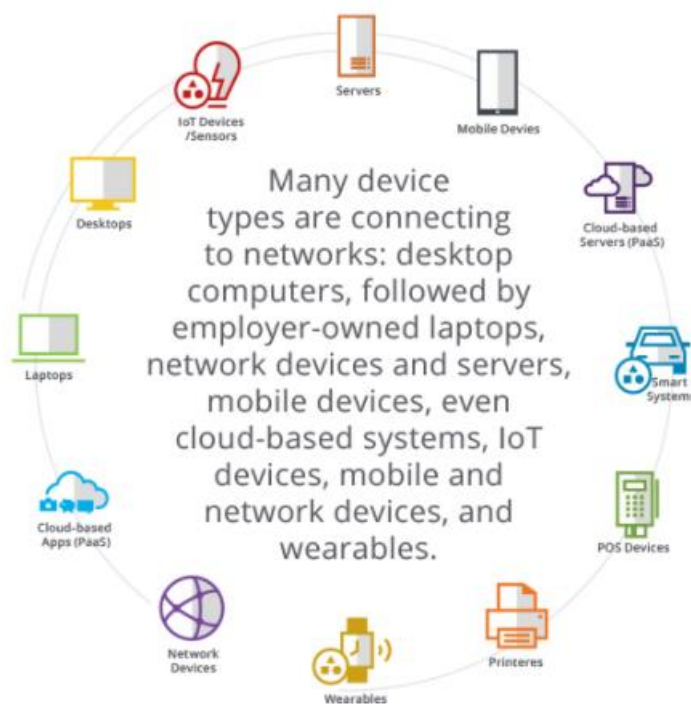 Servers
IoT Devices
/Sensors
Mobile Devies
Desktops
Cloud-based
Servers (PaaS)
Many device
types are connecting
to networks: desktop
computers, followed by
employer-owned laptops,
network devices and servers,
mobile devices, even
cloud-based systems, IoT
devices, mobile and
network devices, and
wearables.
Laptops
Smart
Systems
Cloud-based
Apps (PaaS)
POS Devices
Network
Devices
Printeres
Wearables